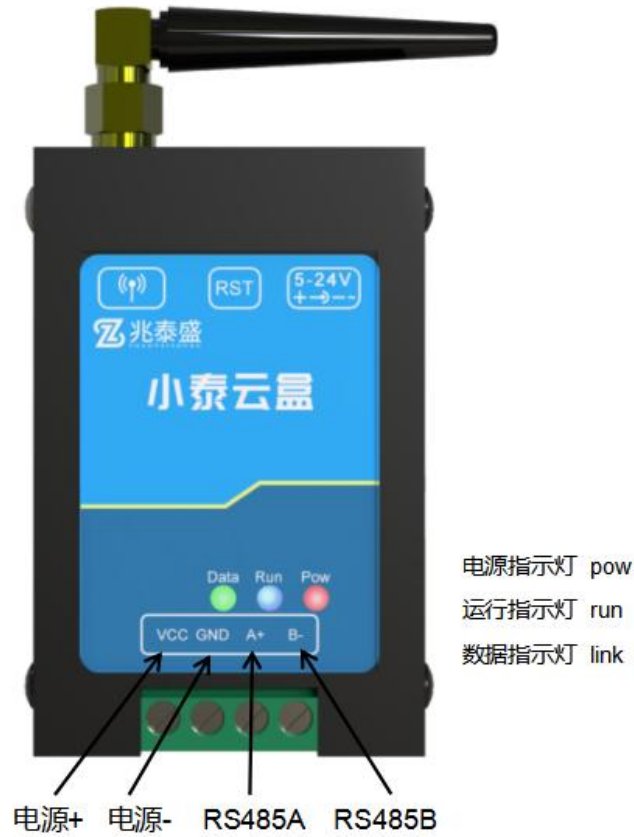 RST
5-24V
兆泰盛
小泰云盒
Data Run Pow
VCC GND A+ B-
电源指示灯 pow
运行指示灯 run
数据指示灯 link
电源+ 电源- RS485A RS485B